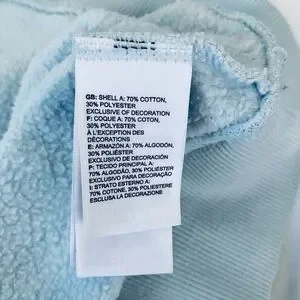 GB: SHELL A: 70% COTTON,
30% POLYESTER
EXCLUSIVE OF DECORATION
F: COQUE A: 70% COTON,
30% POLYESTER
À L'EXCEPTION DES
DÉCORATIONS
E: ARMAZÓN A: 70% ALGODÓN,
30% POLIÉSTER
EXCLUSIVO DE DECORACIÓN
P: TECIDO PRINCIPAL A:
70% ALGODÃO, 30% POLIÉSTER
EXCLUSIVO PARA DECORAÇÃO
I: STRATO ESTERNO A:
70% COTONE, 30% POLIESTERE
ESCLUSA LA DECORAZIONE